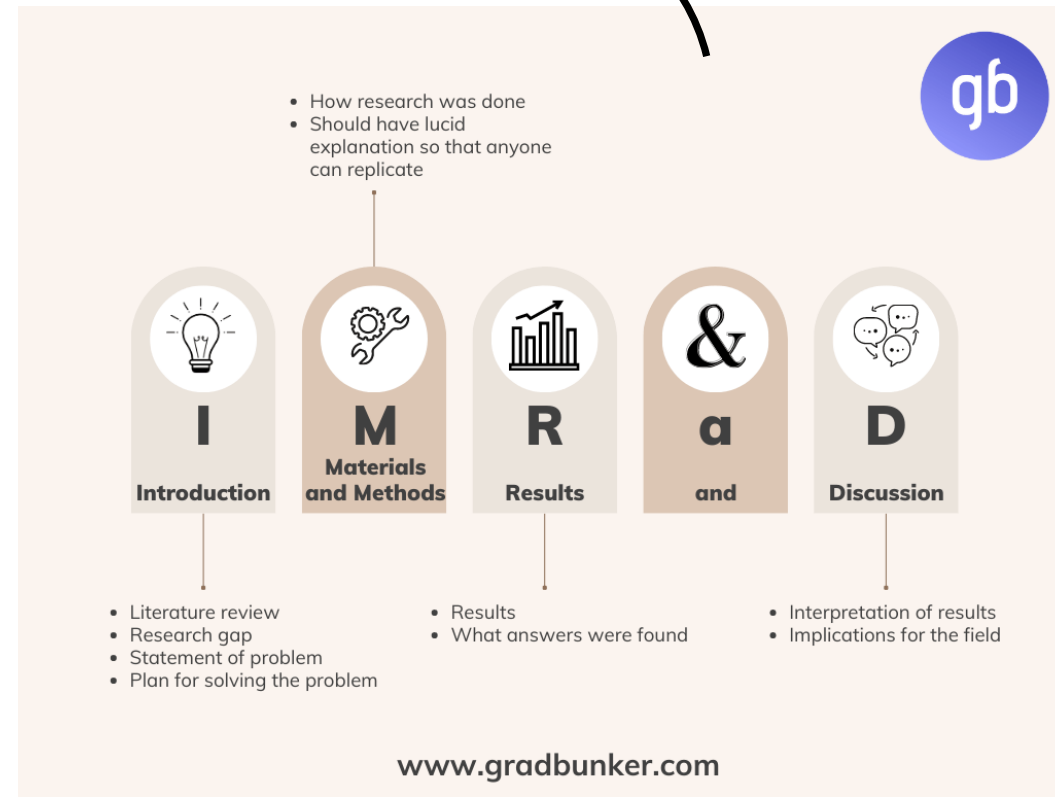 gb
• How research was done
• Should have lucid
explanation so that anyone
can replicate
&
I
M
R
a
D
Introduction
Materials
and Methods
Results
and
Discussion
• Literature review
• Research gap
• Statement of problem
• Plan for solving the problem
• Results
• What answers were found
• Interpretation of results
• Implications for the field
www.gradbunker.com